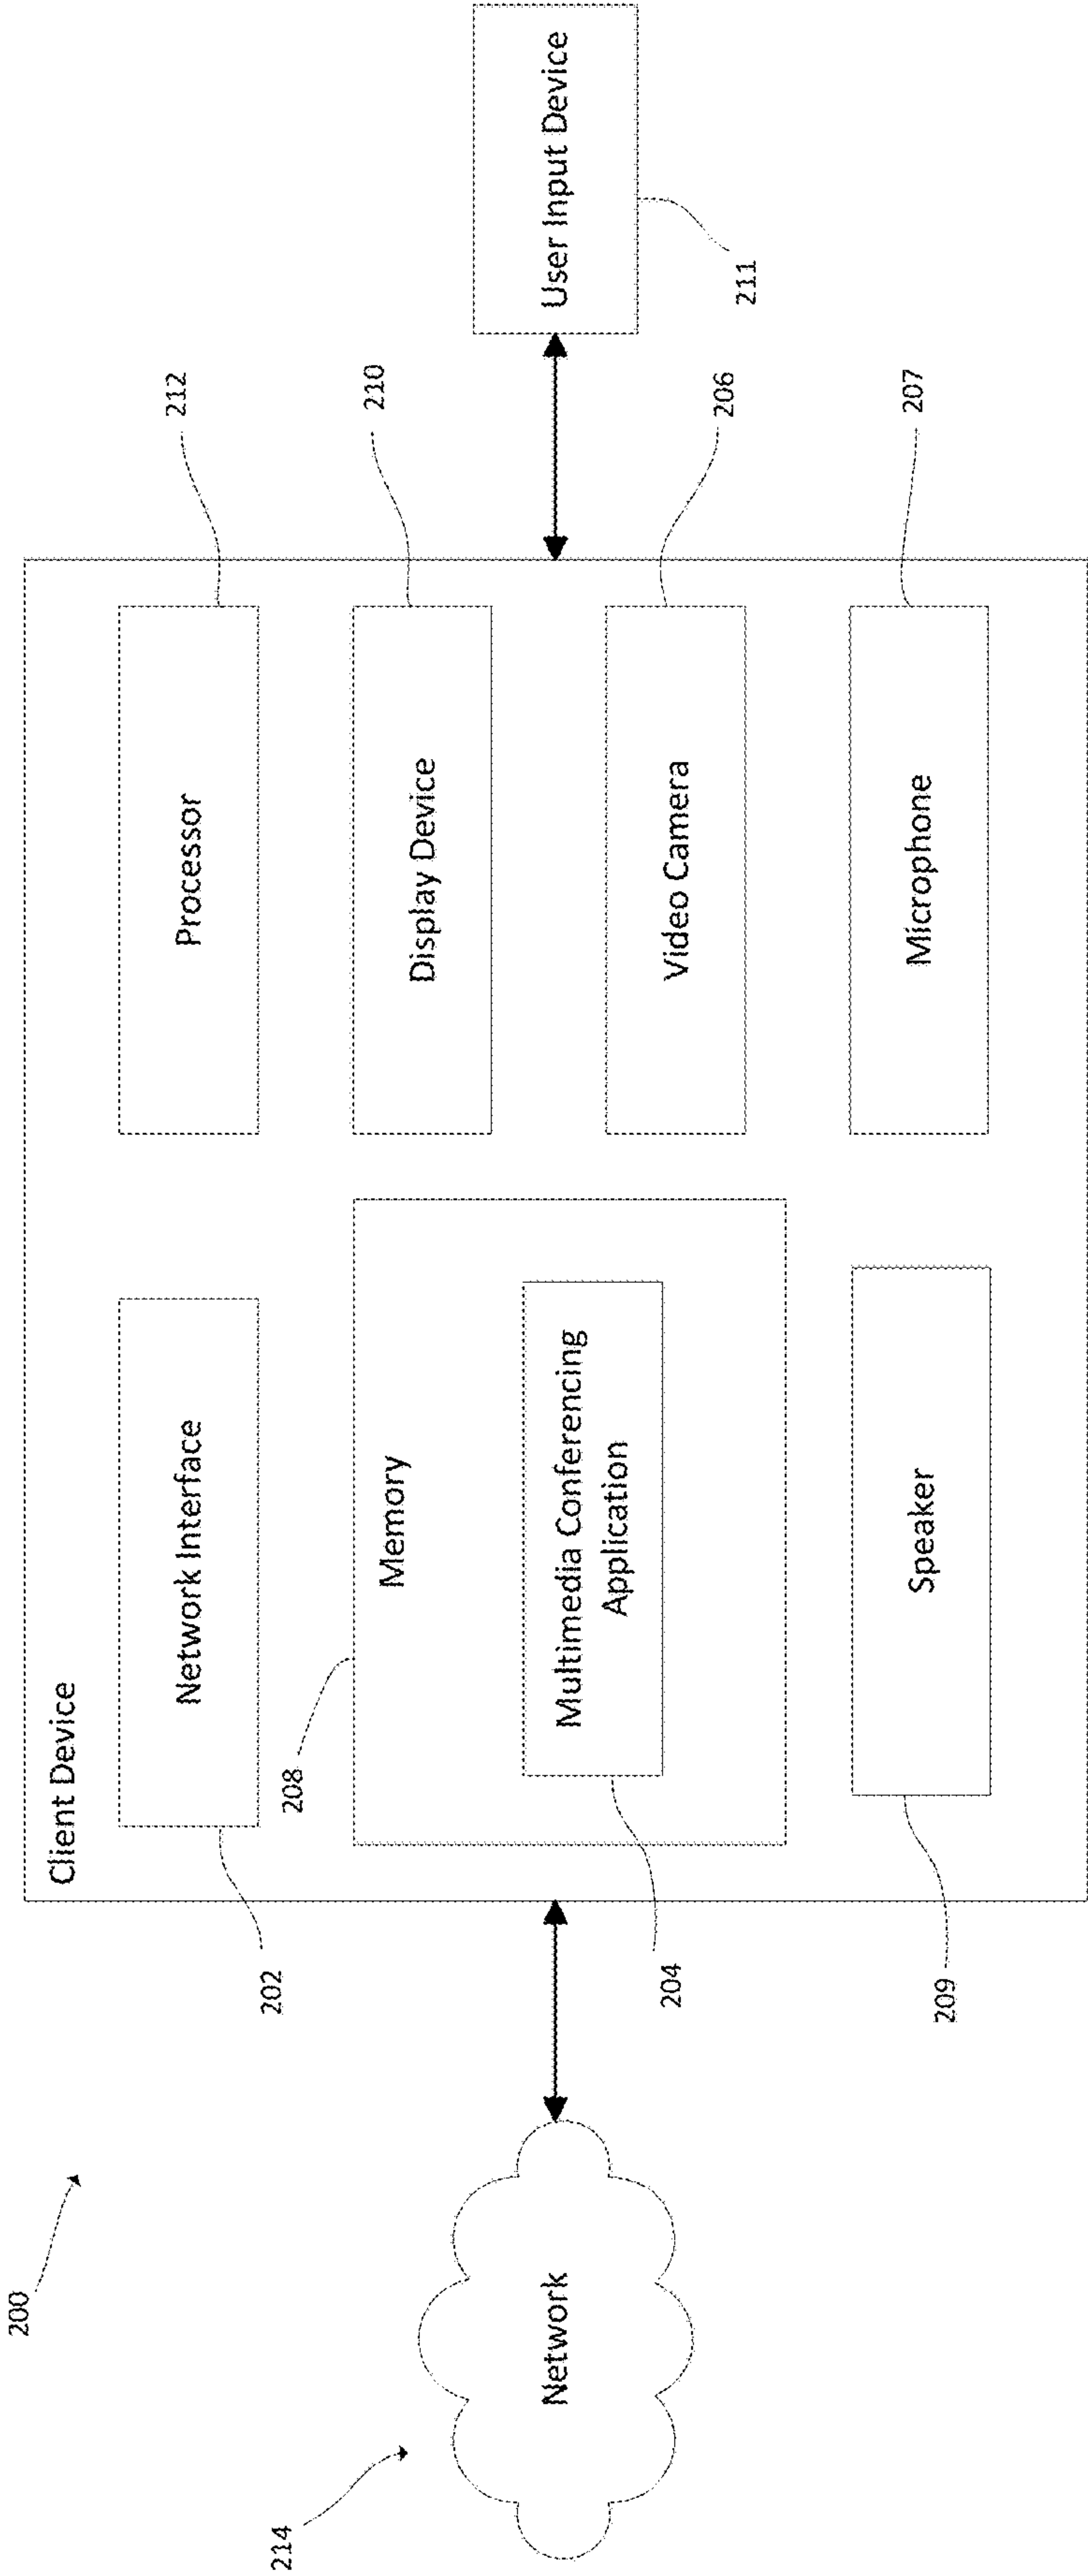 200
Client Device
212
Network Interface
Processor
202
210
208
Memory
Display Device
214
Network
User Input Device
Multimedia Conferencing
Application
211
204
Video Camera
206
Speaker
Microphone
209
207